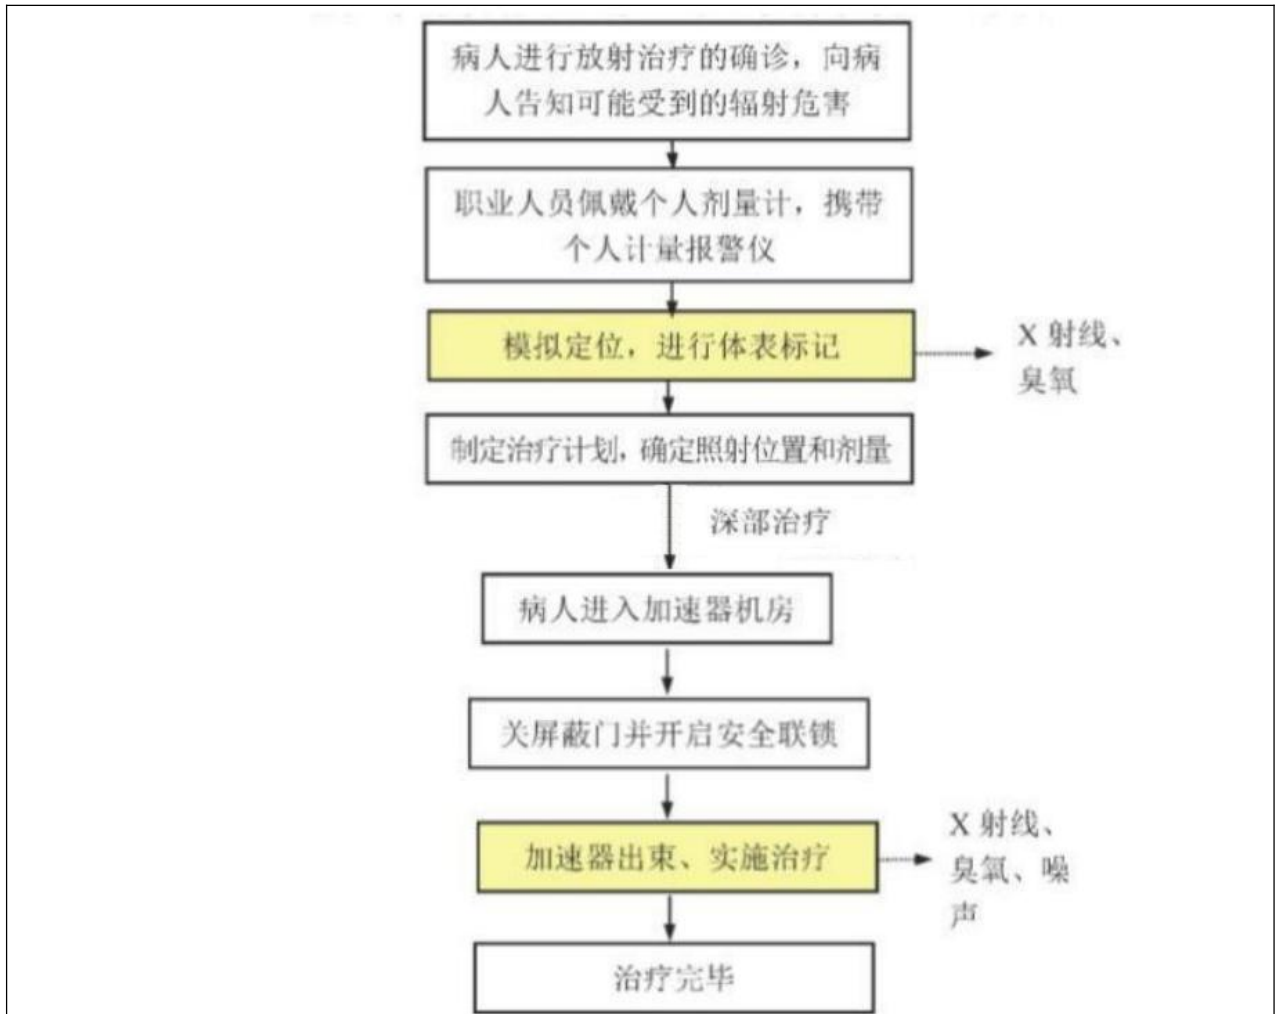 病人进行放射治疗的确诊，向病
人告知可能受到的辐射危害
职业人员佩戴个人剂量计，携带
个人计量报警仪
模拟定位，进行体表标记
X 射线、
臭氧
制定治疗计划，确定照射位置和剂量
深部治疗
病人进入加速器机房
关屏蔽门并开启安全联锁
加速器出束、实施治疗
X 射线、
臭氧、噪
声
治疗完毕